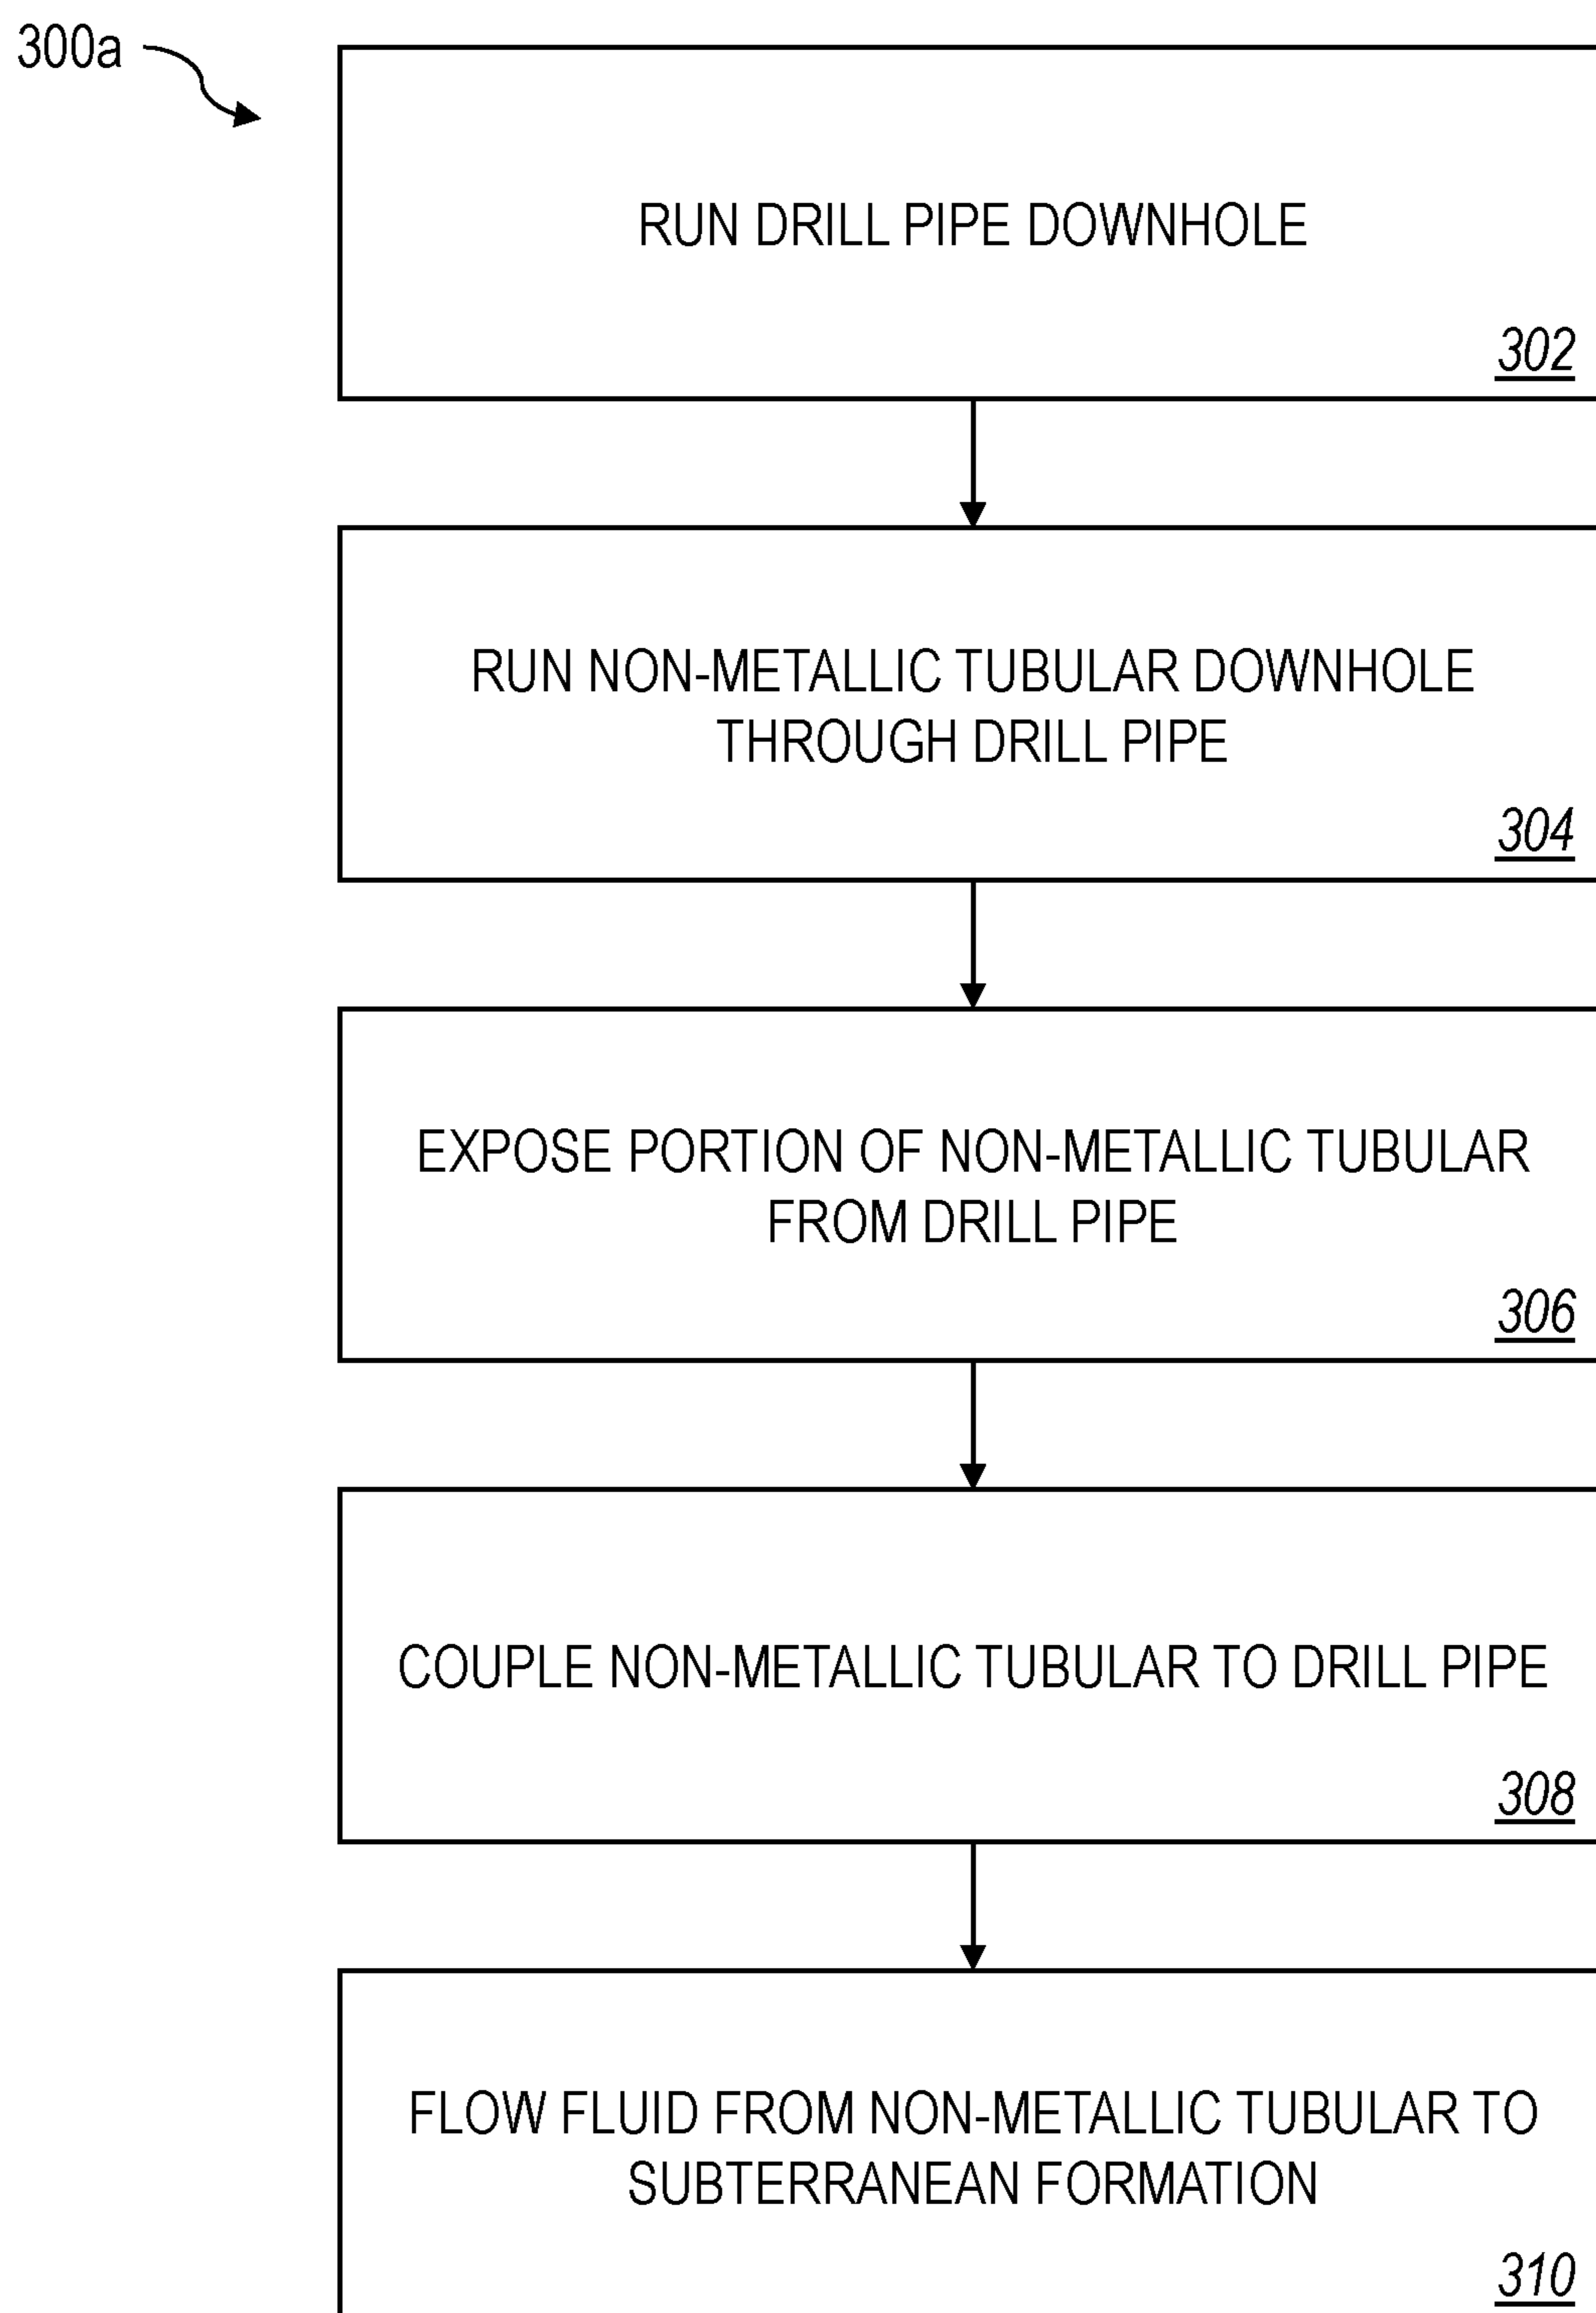 300a
RUN DRILL PIPE DOWNHOLE
302
RUN NON-METALLIC TUBULAR DOWNHOLE
THROUGH DRILL PIPE
304
EXPOSE PORTION OF NON-METALLIC TUBULAR
FROM DRILL PIPE
306
COUPLE NON-METALLIC TUBULAR TO DRILL PIPE
308
FLOW FLUID FROM NON-METALLIC TUBULAR TO
SUBTERRANEAN FORMATION
310